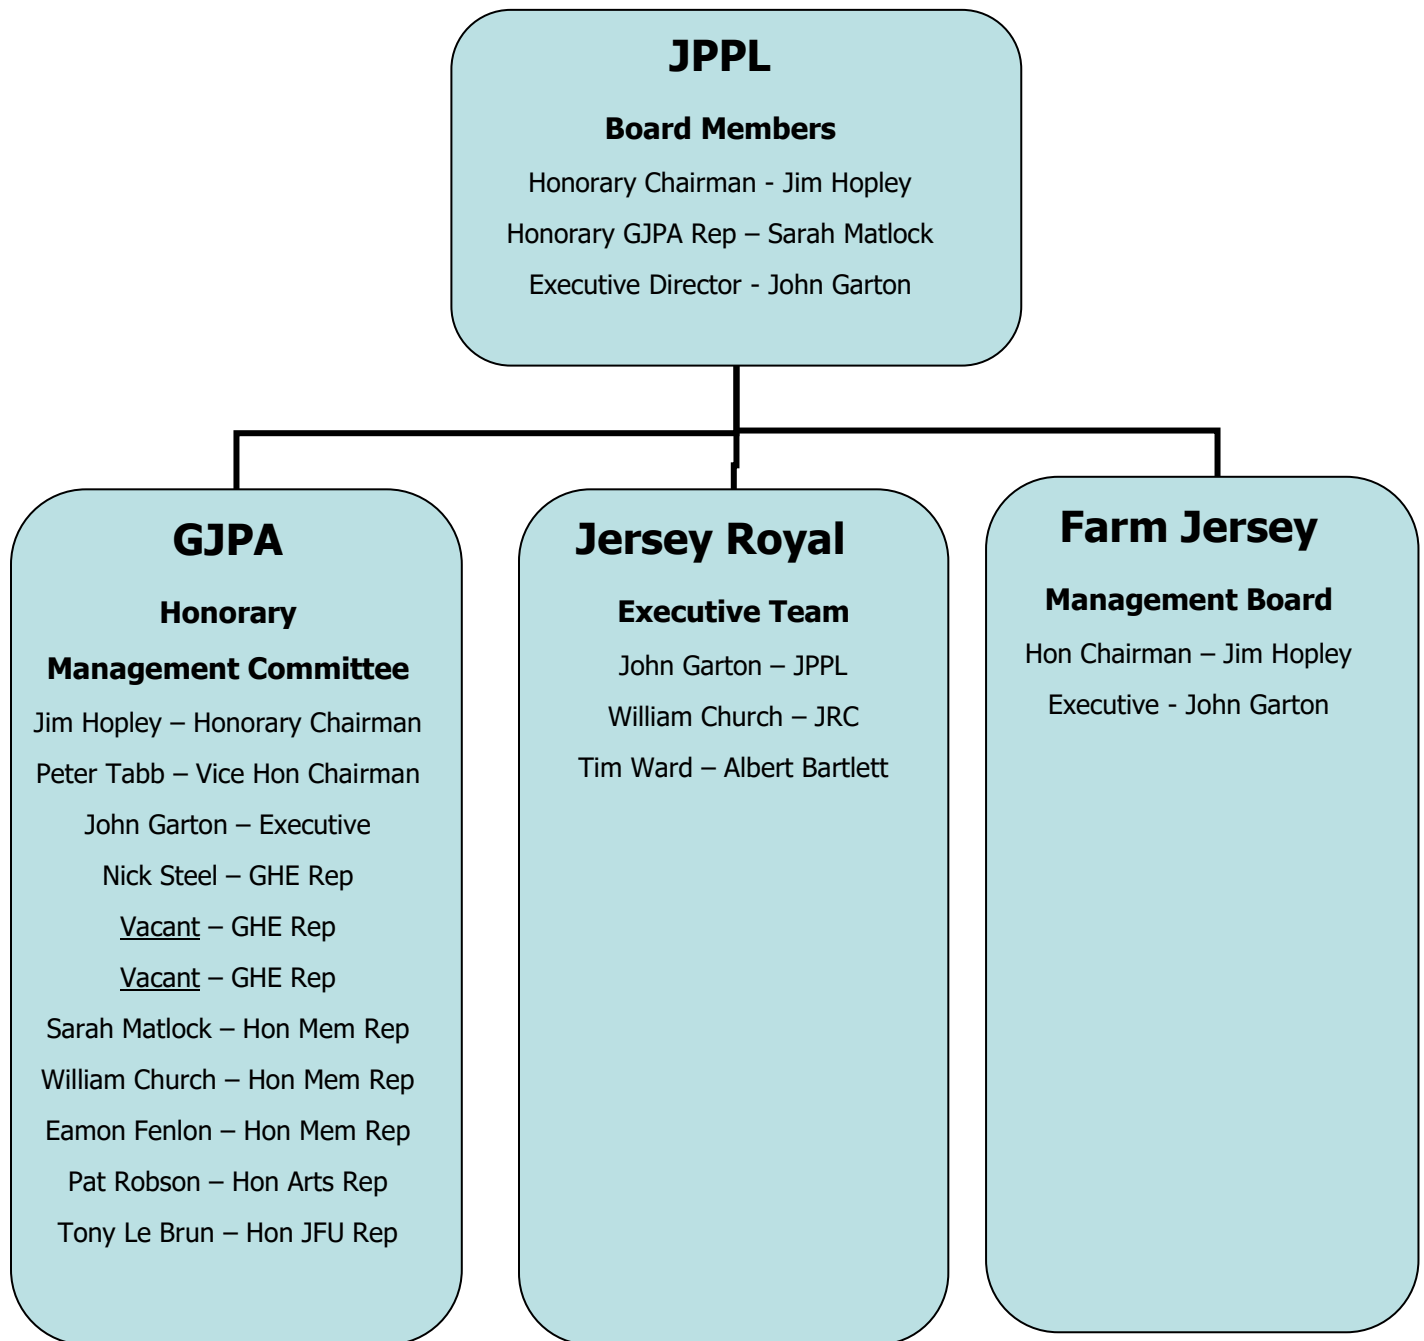 JPPL
Board Members
Honorary Chairman - Jim Hopley
Honorary GJPA Rep – Sarah Matlock
Executive Director - John Garton
GJPA
Honorary
Management Committee
Jim Hopley – Honorary Chairman
Peter Tabb – Vice Hon Chairman
John Garton – Executive
Nick Steel – GHE Rep
Vacant – GHE Rep
Vacant – GHE Rep
Sarah Matlock – Hon Mem Rep
William Church – Hon Mem Rep
Eamon Fenlon – Hon Mem Rep
Pat Robson – Hon Arts Rep
Tony Le Brun – Hon JFU Rep
Jersey Royal
Executive Team
John Garton – JPPL
William Church – JRC
Tim Ward – Albert Bartlett
Farm Jersey
Management Board
Hon Chairman – Jim Hopley
Executive - John Garton